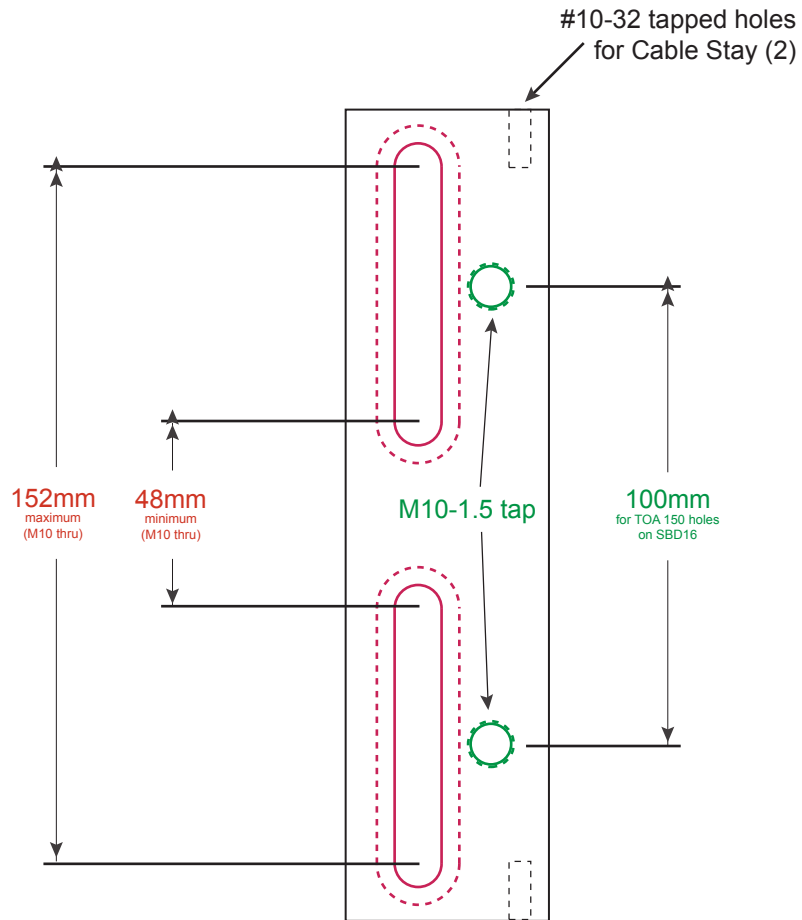 #10-32 tapped holes
for Cable Stay (2)
152mm
maximum
(M10 thru)
48mm
minimum
(M10 thru)
M10-1.5 tap
100mm
for TOA 150 holes
on SBD16